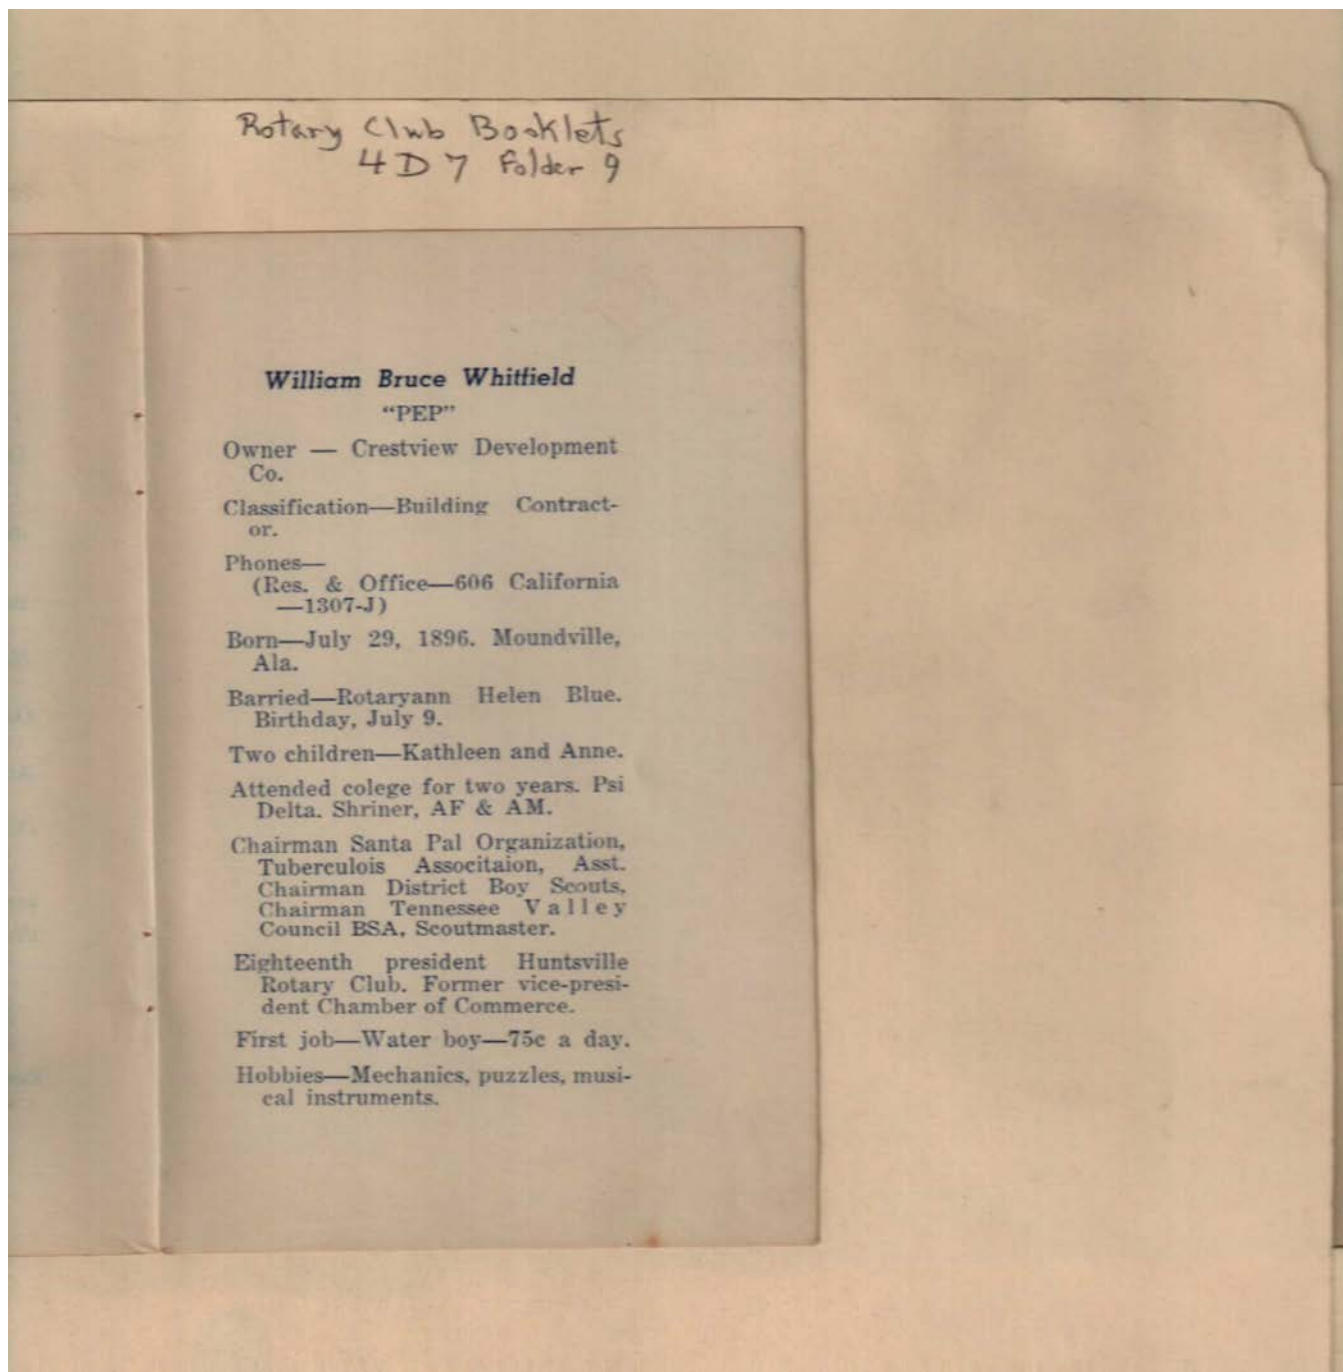 Rotary Club Booklets
4 D 7 Folder 9
William Bruce Whitfield
"PEP"
Owner — Crestview Development
Co.
Classification—Building Contract-
or.
Phones—
(Res. & Office—606 California
—1307-J)
Born—July 29, 1896. Moundville,
Ala.
Barried—Rotaryann Helen Blue.
Birthday, July 9.
Two children—Kathleen and Anne.
Attended colege for two years. Psi
Delta. Shriner, AF & AM.
Chairman Santa Pal Organization,
Tuberculois Associtaion, Asst.
Chairman District Boy Scouts,
Chairman Tennessee Valley
Council BSA, Scoutmaster.
Eighteenth president Huntsville
Rotary Club. Former vice-presi-
dent Chamber of Commerce.
First job—Water boy—75c a day.
Hobbies—Mechanics, puzzles, musi-
cal instruments.